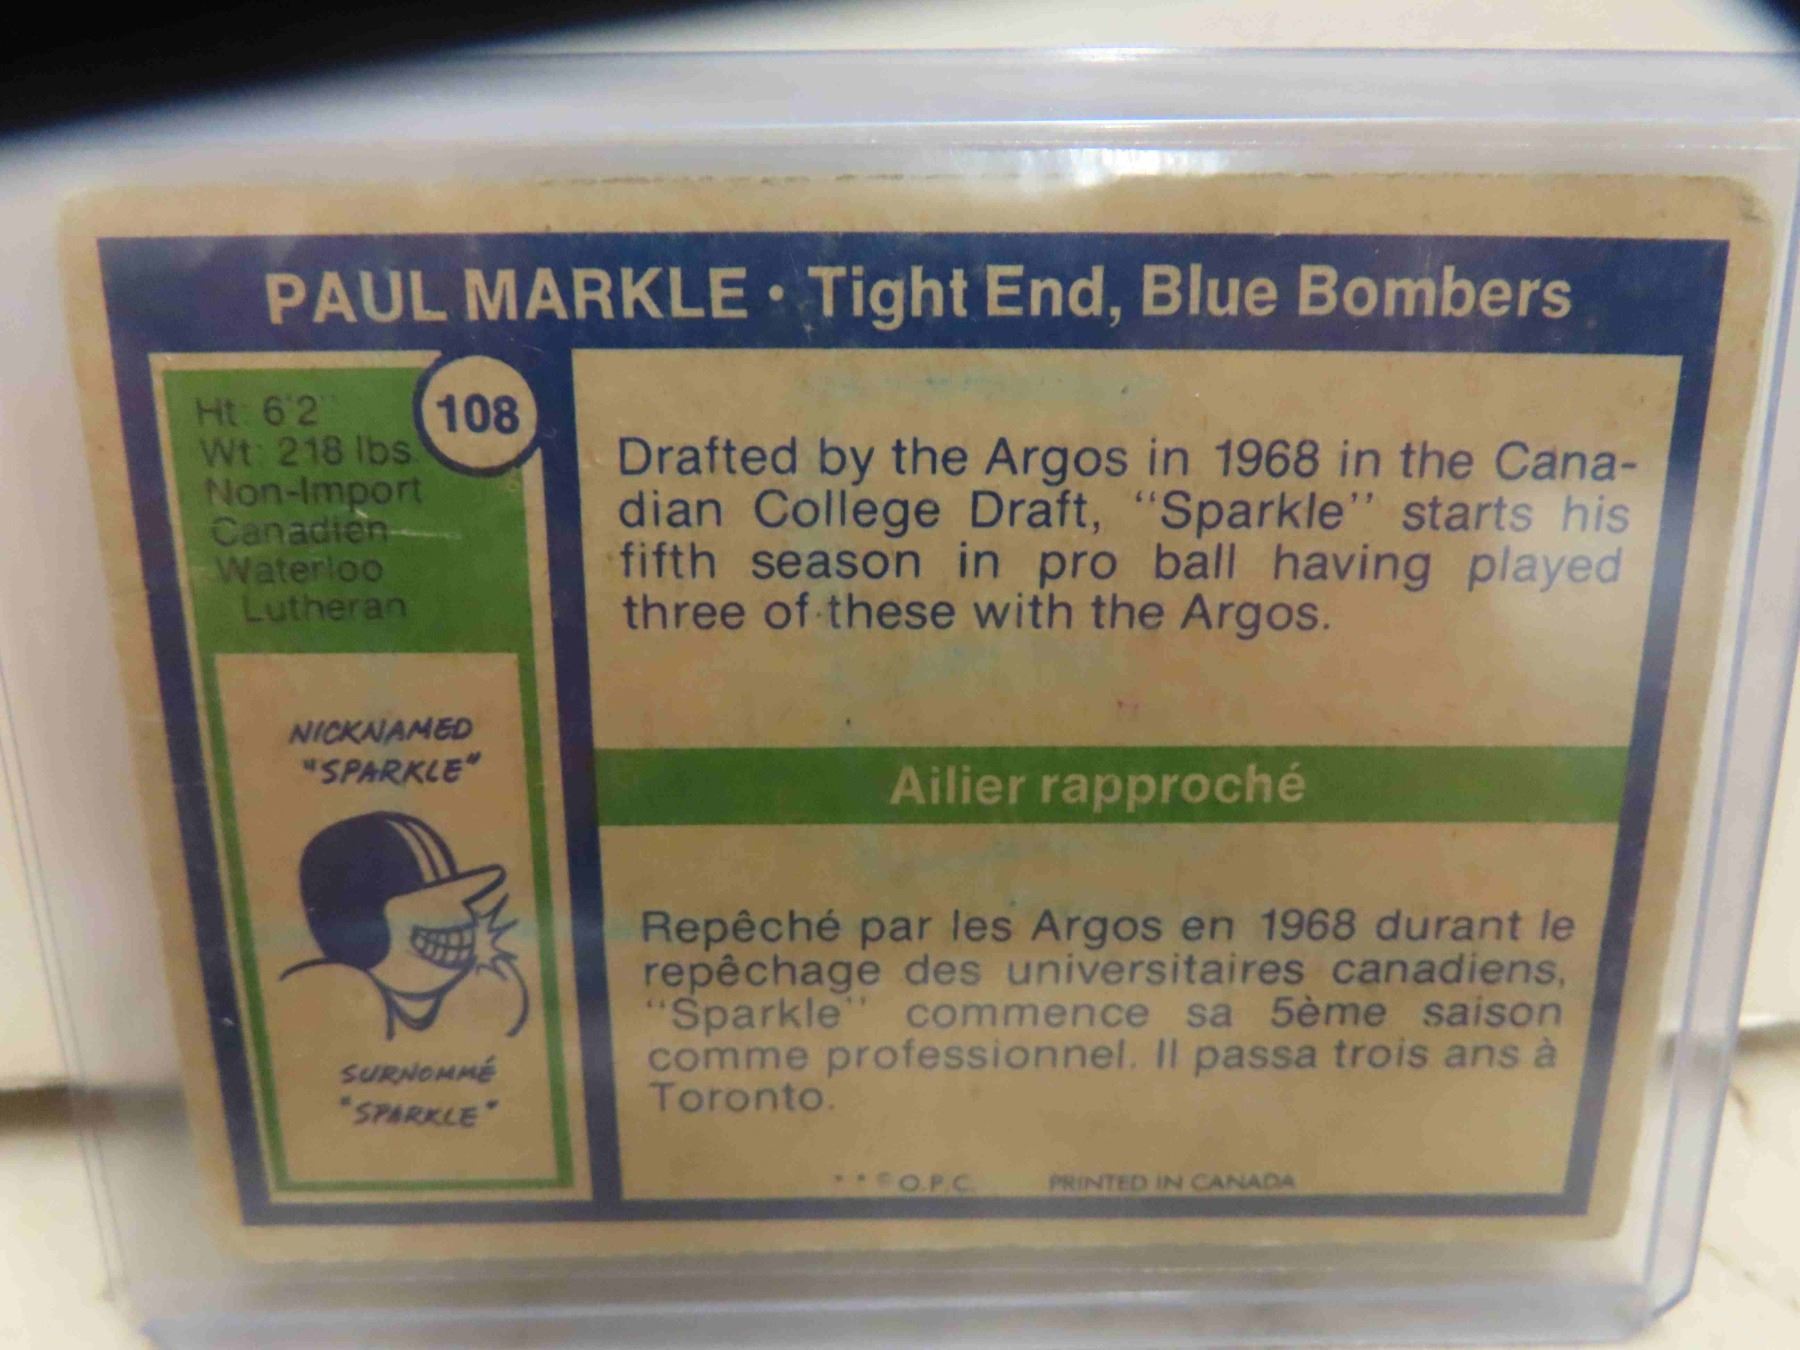 PAUL MARKLE • Tight End, Blue Bombers
108
Ht: 6'2"
Wt: 218 lbs.
Non-Import
Canadien
Waterloo
Lutheran
NICKNAMED
"SPARKLE"
SURNOMMÉ
"SPARKLE"
Drafted by the Argos in 1968 in the Cana-
dian College Draft, "Sparkle" starts his
fifth season in pro ball having played
three of these with the Argos.
Ailier rapproché
Repêché par les Argos en 1968 durant le
repêchage des universitaires canadiens,
"Sparkle" commence sa 5ème saison
comme professionnel. Il passa trois ans à
Toronto.
* * © O.P.C. PRINTED IN CANADA